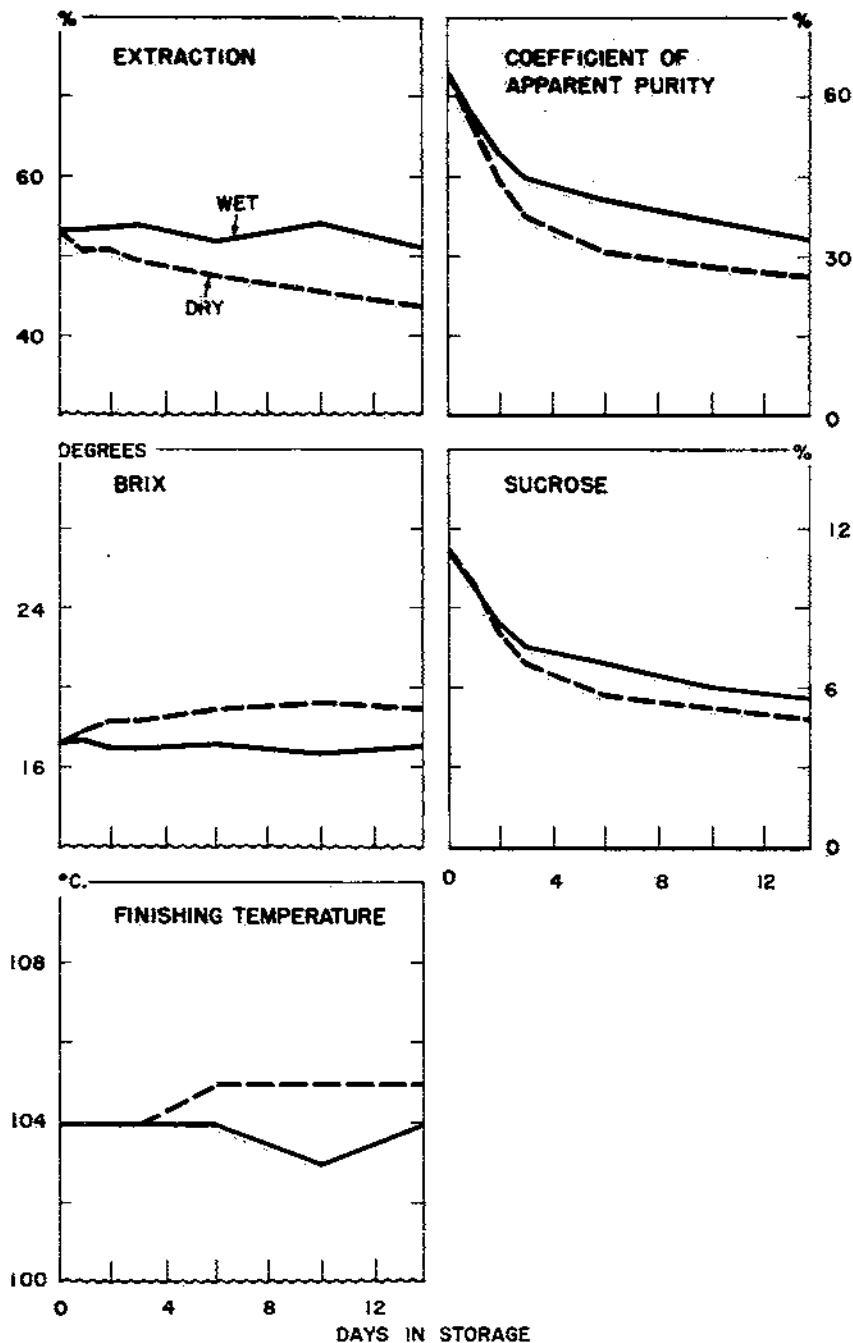 %
EXTRACTION
60
WET
DRY
40
COEFFICIENT OF
APPARENT PURITY
60
30
0
DEGREES
BRIX
24
16
%
SUCROSE
12
6
0
0 4 8 12
°C.
FINISHING TEMPERATURE
108
104
100
0 4 8 12
DAYS IN STORAGE
%